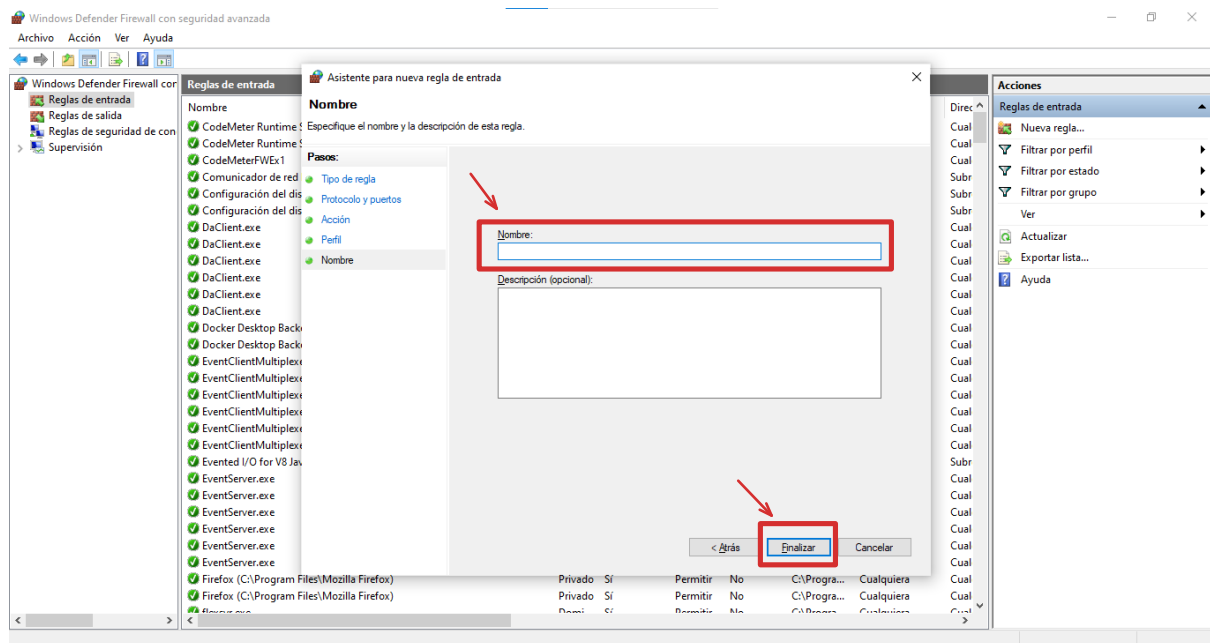 Windows Defender Firewall con seguridad avanzada
Archivo Acción Ver Ayuda
Windows Defender Firewall con
Reglas de entrada
Reglas de salida
Reglas de seguridad de con
Supervisión
Reglas de entrada
Nombre
CodeMeter Runtime S
CodeMeter Runtime S
CodeMeterFWEx1
Comunicador de red
Configuración del dis
Configuración del dis
DaClient.exe
DaClient.exe
DaClient.exe
DaClient.exe
DaClient.exe
DaClient.exe
Docker Desktop Back
Docker Desktop Back
EventClientMultiplexe
EventClientMultiplexe
EventClientMultiplexe
EventClientMultiplexe
EventClientMultiplexe
EventClientMultiplexe
Evented I/O for V8 Jav
EventServer.exe
EventServer.exe
EventServer.exe
EventServer.exe
EventServer.exe
EventServer.exe
Firefox (C:\Program Files\Mozilla Firefox) Privado Sí Permitir No C:\Progra... Cualquiera Cual
Firefox (C:\Program Files\Mozilla Firefox) Privado Sí Permitir No C:\Progra... Cualquiera Cual
Asistente para nueva regla de entrada
Nombre
Especifique el nombre y la descripción de esta regla.
Pasos:
Tipo de regla
Protocolo y puertos
Acción
Perfil
Nombre
Nombre:
Descripción (opcional):
< Atrás Finalizar Cancelar
Direc
Cual
Cual
Cual
Subr
Subr
Subr
Cual
Cual
Cual
Cual
Cual
Cual
Cual
Cual
Cual
Cual
Cual
Cual
Cual
Cual
Subr
Cual
Cual
Cual
Cual
Cual
Cual
Acciones
Reglas de entrada
Nueva regla...
Filtrar por perfil
Filtrar por estado
Filtrar por grupo
Ver
Actualizar
Exportar lista...
Ayuda